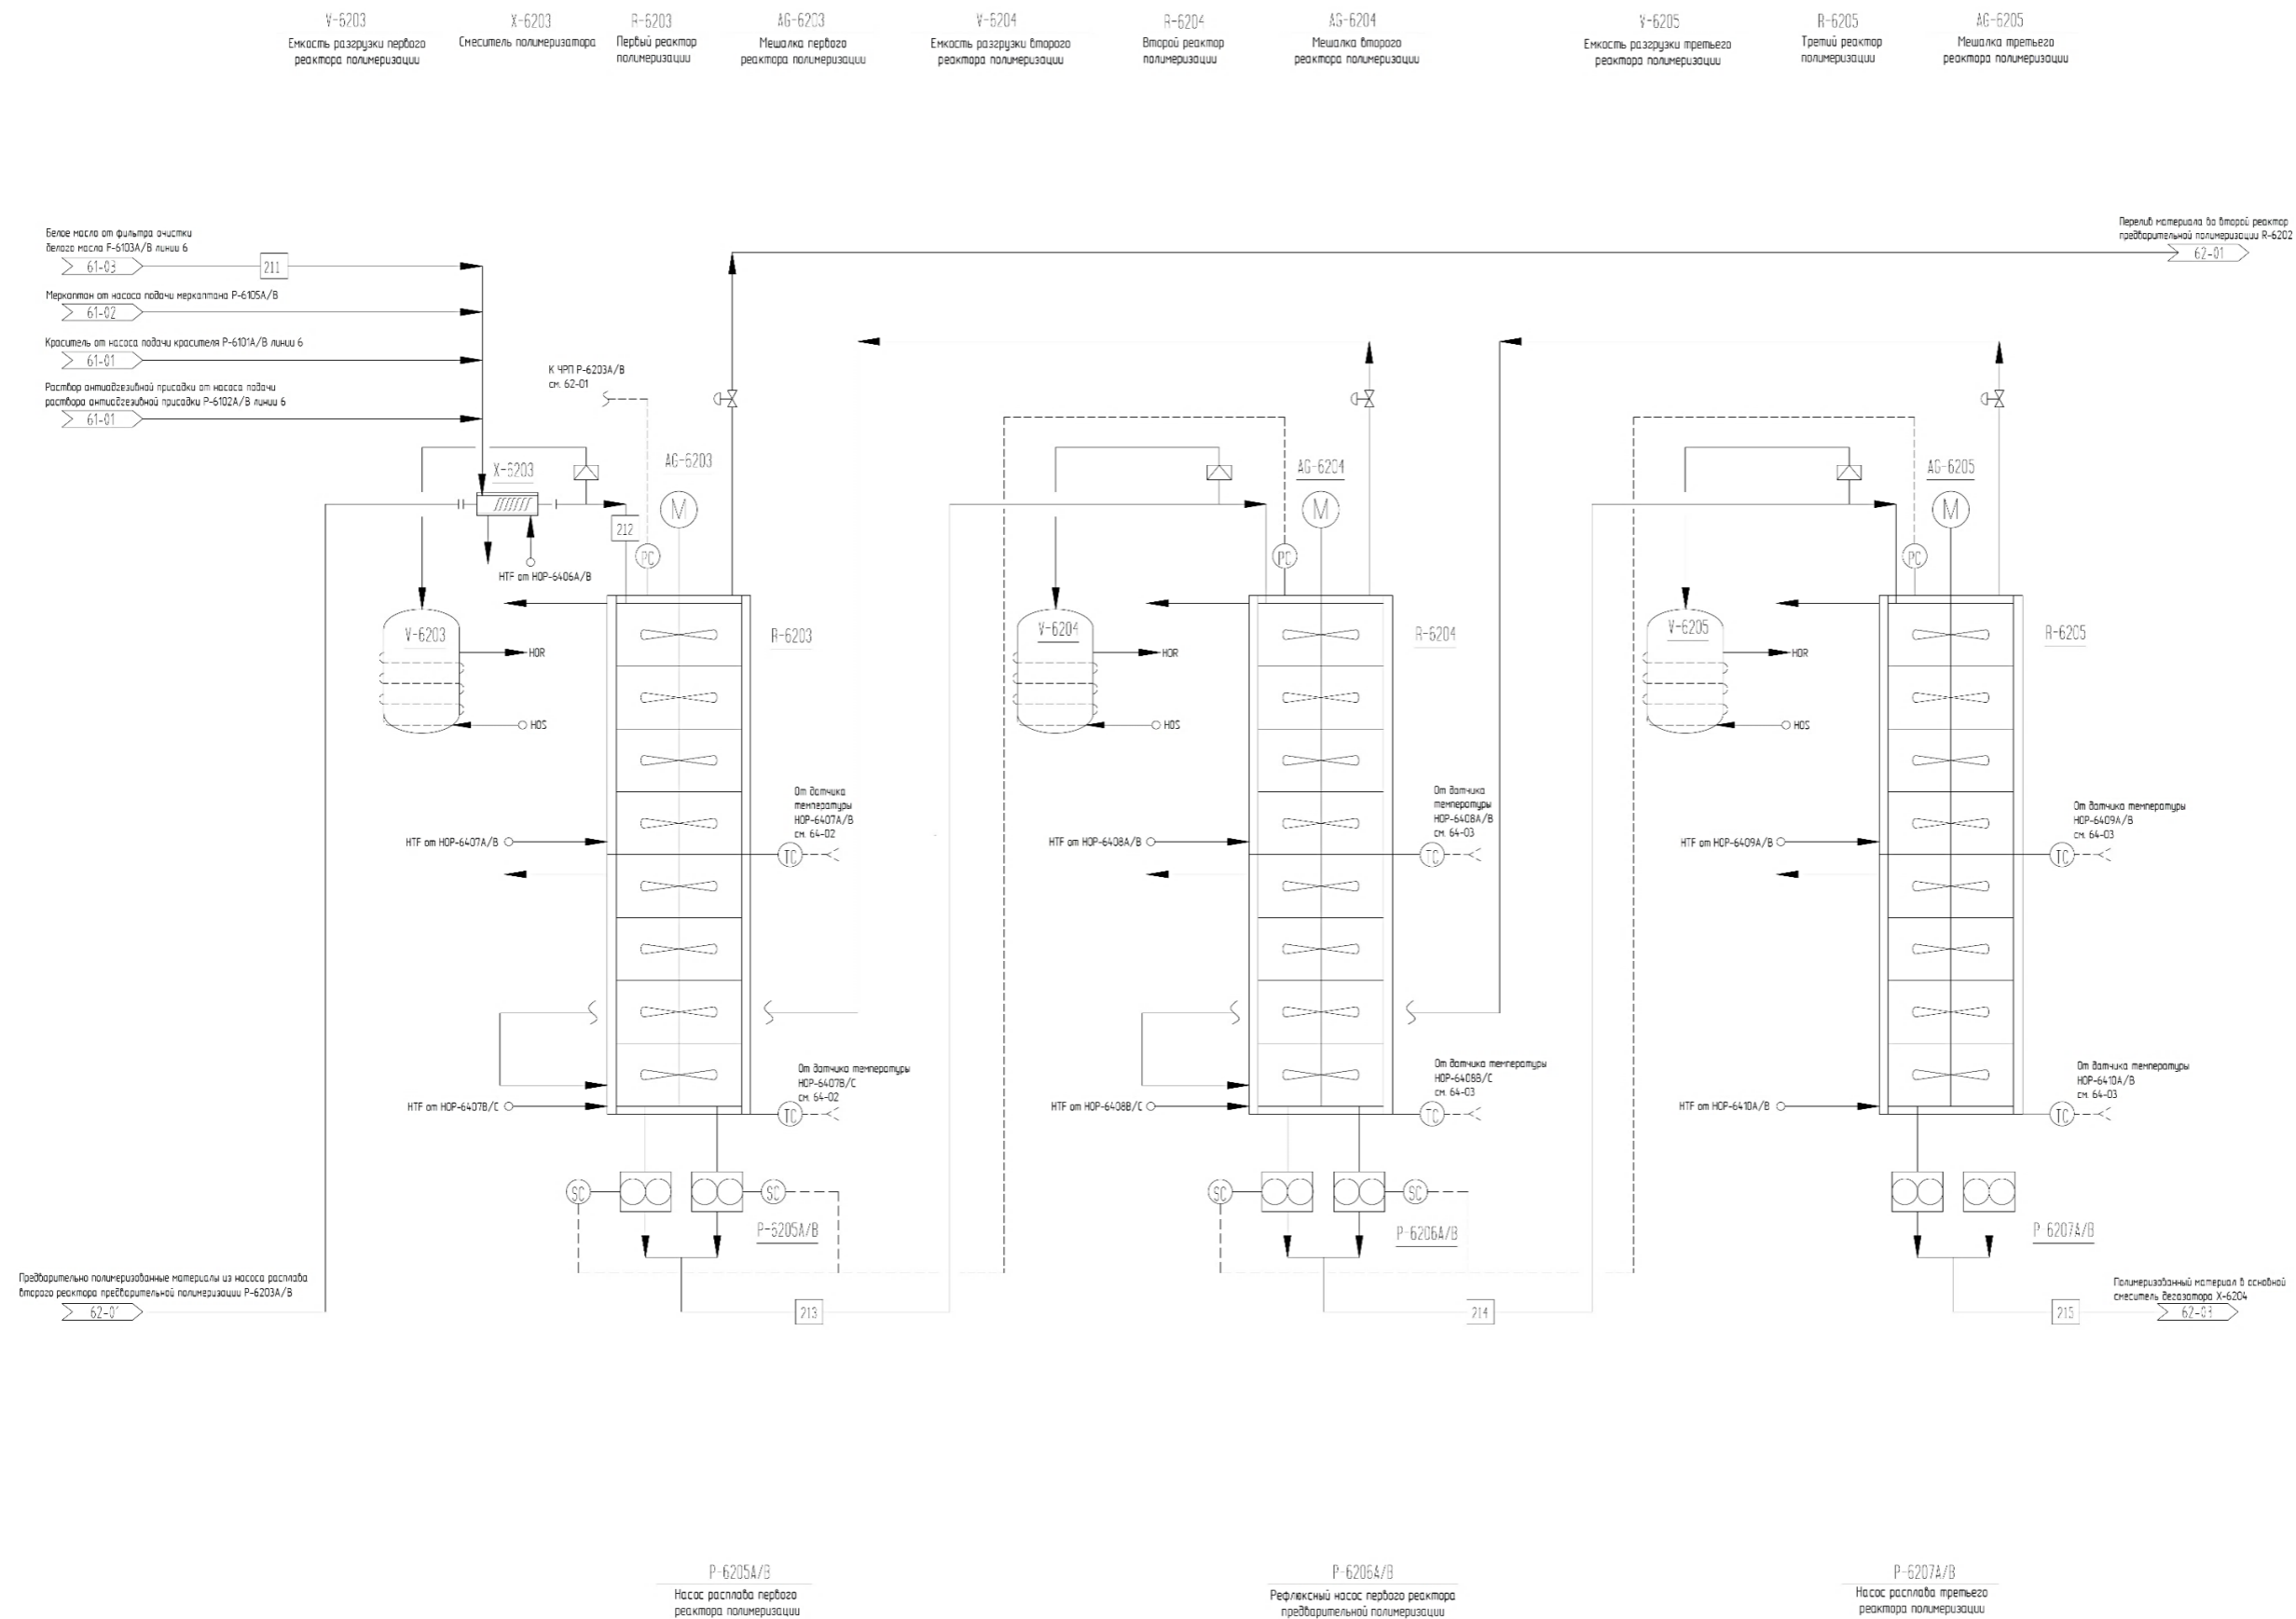 V-6203
Емкость разгрузки первого
реактора полимеризации
X-6203
Смеситель полимеризатора
R-6203
Первый реактор
полимеризации
AG-6203
Мешалка первого
реактора полимеризации
V-6204
Емкость разгрузки второго
реактора полимеризации
R-6204
Второй реактор
полимеризации
AG-6204
Мешалка второго
реактора полимеризации
V-6205
Емкость разгрузки третьего
реактора полимеризации
R-6205
Третий реактор
полимеризации
AG-6205
Мешалка третьего
реактора полимеризации
Белое масло от фильтра очистки
белого масла F-6103A/B линии 6
61-03
211
Меркаптан от насоса подачи меркаптана P-6105A/B
61-02
Краситель от насоса подачи красителя P-6101A/B линии 6
61-01
Раствор антиадгезивной присадки от насоса подачи
раствора антиадгезивной присадки P-6102A/B линии 6
61-01
Перелив материала во второй реактор
предварительной полимеризации R-6202
62-01
К ЧРП P-6203A/B
см. 62-01
X-6203
AG-6203
M
212
PC
HTF от HOP-6406A/B
V-6203
HOR
HOS
R-6203
От датчика
температуры
HOP-6407A/B
см. 64-02
HTF от HOP-6407A/B
TC
От датчика температуры
HOP-6407B/C
см. 64-02
HTF от HOP-6407B/C
TC
SC
SC
P-6205A/B
213
AG-6204
M
PC
V-6204
HOR
HOS
R-6204
От датчика
температуры
HOP-6408A/B
см. 64-03
HTF от HOP-6408A/B
TC
От датчика температуры
HOP-6408B/C
см. 64-03
HTF от HOP-6408B/C
TC
SC
SC
P-6206A/B
214
AG-6205
M
PC
V-6205
HOR
HOS
R-6205
От датчика температуры
HOP-6409A/B
см. 64-03
HTF от HOP-6409A/B
TC
От датчика температуры
HOP-6410A/B
см. 64-03
HTF от HOP-6410A/B
TC
P-6207A/B
Предварительно полимеризованные материалы из насоса расплава
второго реактора предварительной полимеризации P-6203A/B
62-01
Полимеризованный материал в основной
смеситель дегазатора X-6204
215
62-03
P-6205A/B
Насос расплава первого
реактора полимеризации
P-6206A/B
Рефлюксный насос первого реактора
предварительной полимеризации
P-6207A/B
Насос расплава третьего
реактора полимеризации